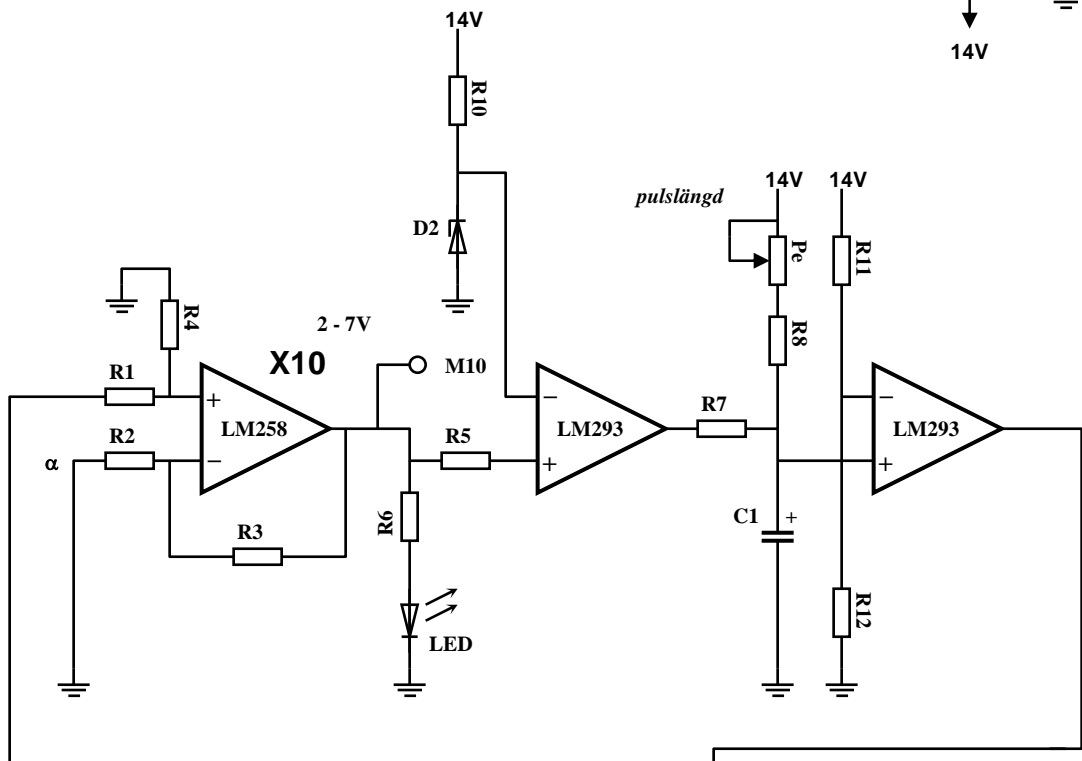 14V
14V
R10
14V
14V
pulslängd
D2
Pe
R11
R4
2 - 7V
R8
X10
M10
R1
+
−
LM258
LM293
R7
−
LM293
R2
R5
α
−
+
+
R6
C1
+
R3
R12
LED